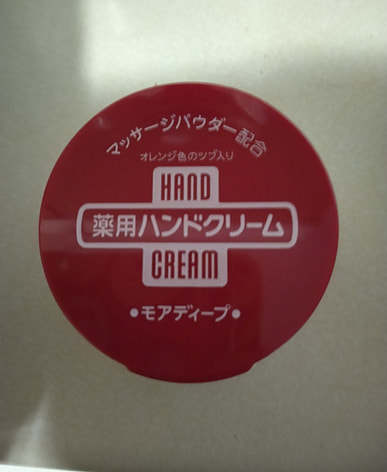 マッサージパウダー配合
オレンジ色のツブ入り
HAND
薬用ハンドクリーム
CREAM
•モアディープ•